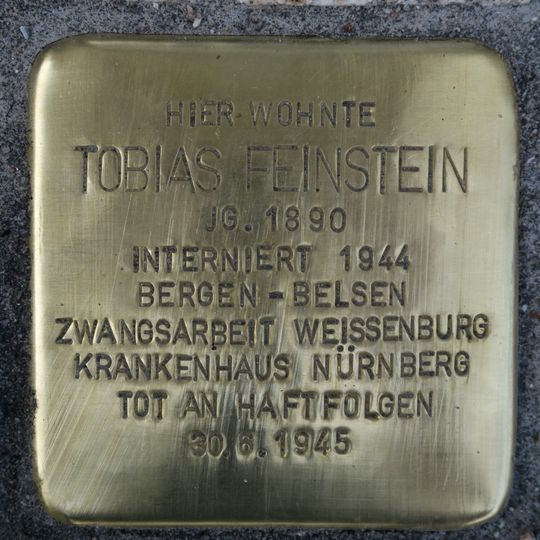 HIER WOHNTE
TOBIAS FEINSTEIN
JG. 1890
INTERNIERT 1944
BERGEN-BELSEN
ZWANGSARBEIT WEISSENBURG
KRANKENHAUS NÜRNBERG
TOT AN HAFTFOLGEN
30.6.1945